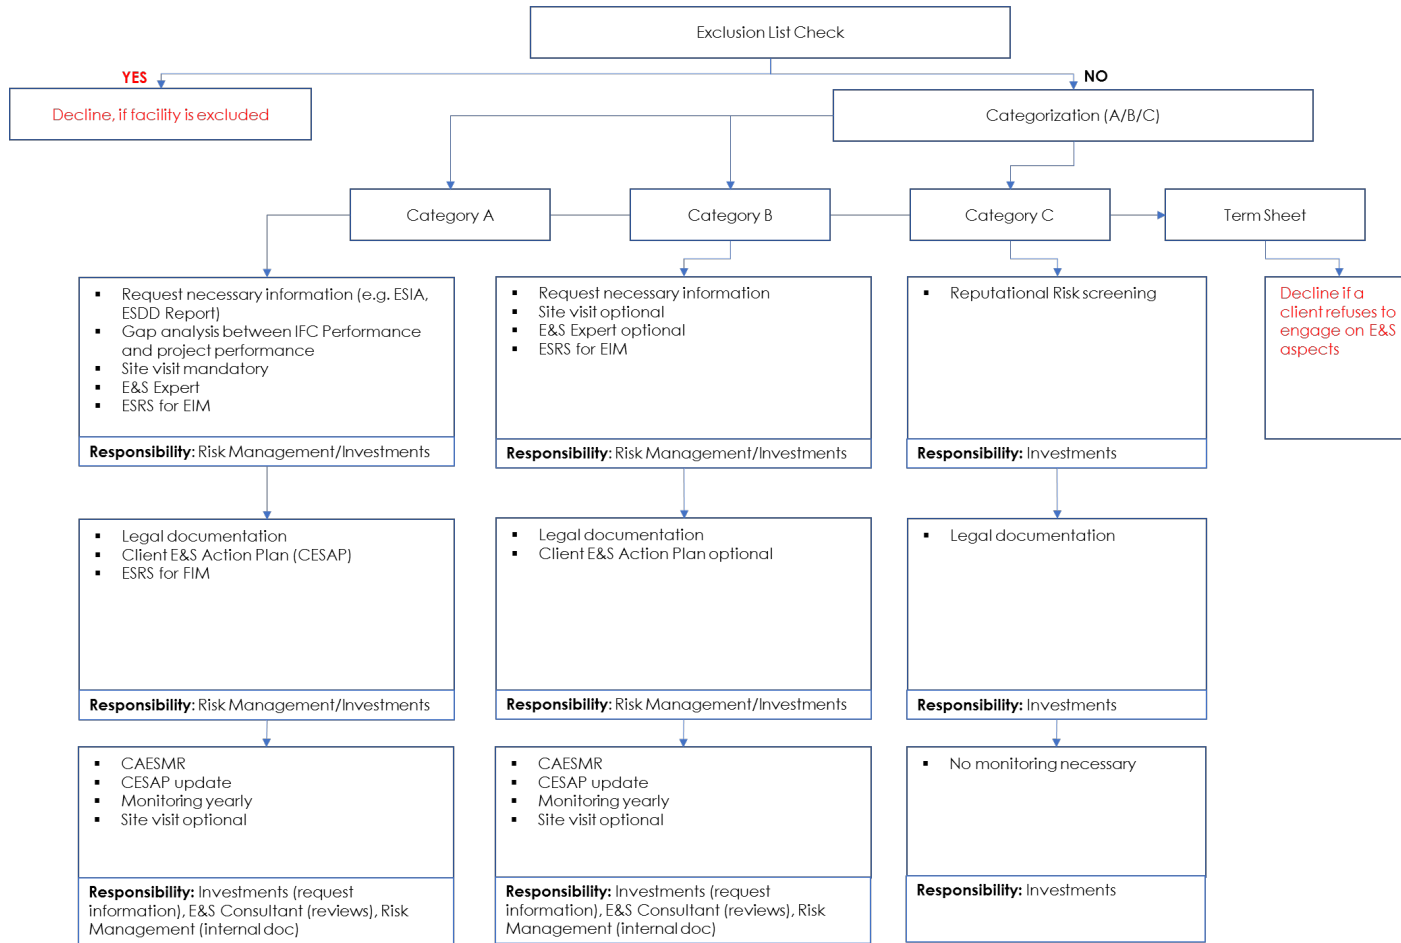 Exclusion List Check
YES
NO
Decline, if facility is excluded
Categorization (A/B/C)
Category A
Category B
Category C
Term Sheet
▪ Request necessary information (e.g. ESIA,
ESDD Report)
▪ Gap analysis between IFC Performance
and project performance
▪ Site visit mandatory
▪ E&S Expert
▪ ESRS for EIM
Responsibility: Risk Management/Investments
▪ Request necessary information
▪ Site visit optional
▪ E&S Expert optional
▪ ESRS for EIM
Responsibility: Risk Management/Investments
▪ Reputational Risk screening
Responsibility: Investments
Decline if a
client refuses to
engage on E&S
aspects
▪ Legal documentation
▪ Client E&S Action Plan (CESAP)
▪ ESRS for FIM
Responsibility: Risk Management/Investments
▪ Legal documentation
▪ Client E&S Action Plan optional
Responsibility: Risk Management/Investments
▪ Legal documentation
Responsibility: Investments
▪ CAESMR
▪ CESAP update
▪ Monitoring yearly
▪ Site visit optional
Responsibility: Investments (request
information), E&S Consultant (reviews), Risk
Management (internal doc)
▪ CAESMR
▪ CESAP update
▪ Monitoring yearly
▪ Site visit optional
Responsibility: Investments (request
information), E&S Consultant (reviews), Risk
Management (internal doc)
▪ No monitoring necessary
Responsibility: Investments